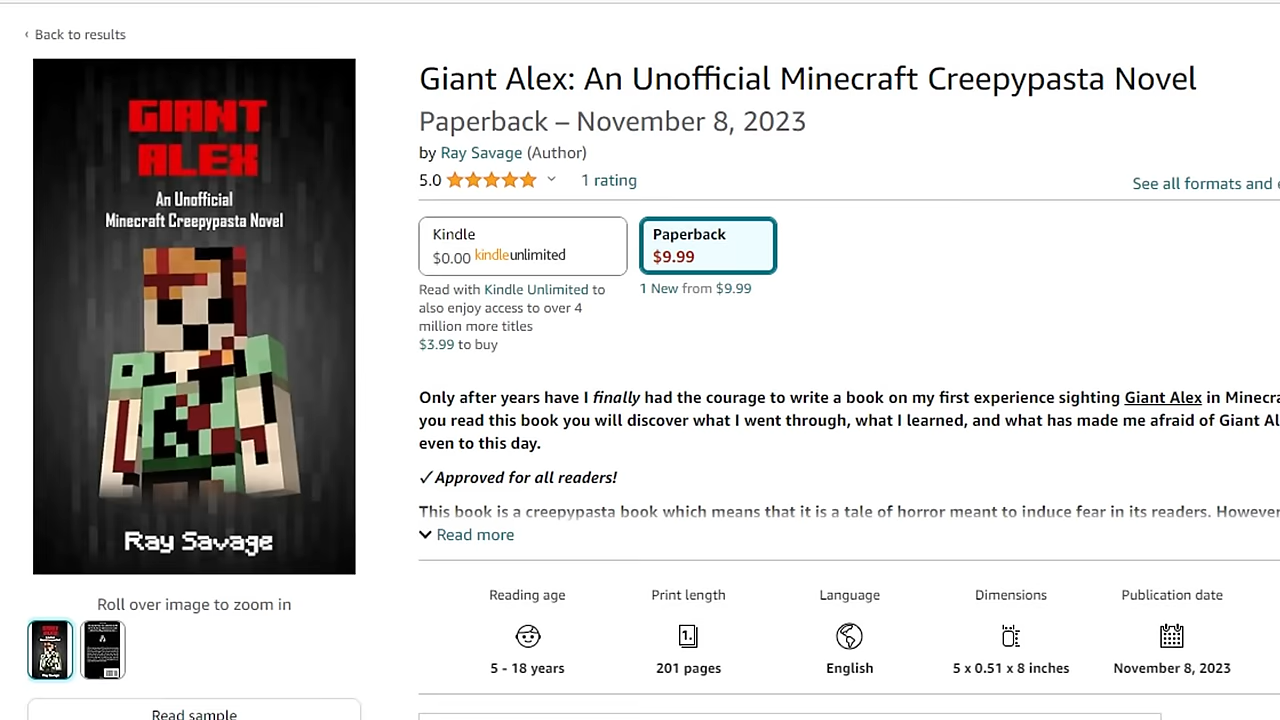 ‹ Back to results
GIANT
ALEX
An Unofficial
Minecraft Creepypasta Novel
Ray Savage
Roll over image to zoom in
Read sample
Giant Alex: An Unofficial Minecraft Creepypasta Novel
Paperback – November 8, 2023
by Ray Savage (Author)
5.0 1 rating
See all formats and
Kindle
$0.00 kindleunlimited
Read with Kindle Unlimited to
also enjoy access to over 4
million more titles
$3.99 to buy
Paperback
$9.99
1 New from $9.99
Only after years have I finally had the courage to write a book on my first experience sighting Giant Alex in Minecra
you read this book you will discover what I went through, what I learned, and what has made me afraid of Giant Al
even to this day.
✓Approved for all readers!
This book is a creepypasta book which means that it is a tale of horror meant to induce fear in its readers. However
Read more
Reading age
5 - 18 years
Print length
1.
201 pages
Language
English
Dimensions
5 x 0.51 x 8 inches
Publication date
November 8, 2023